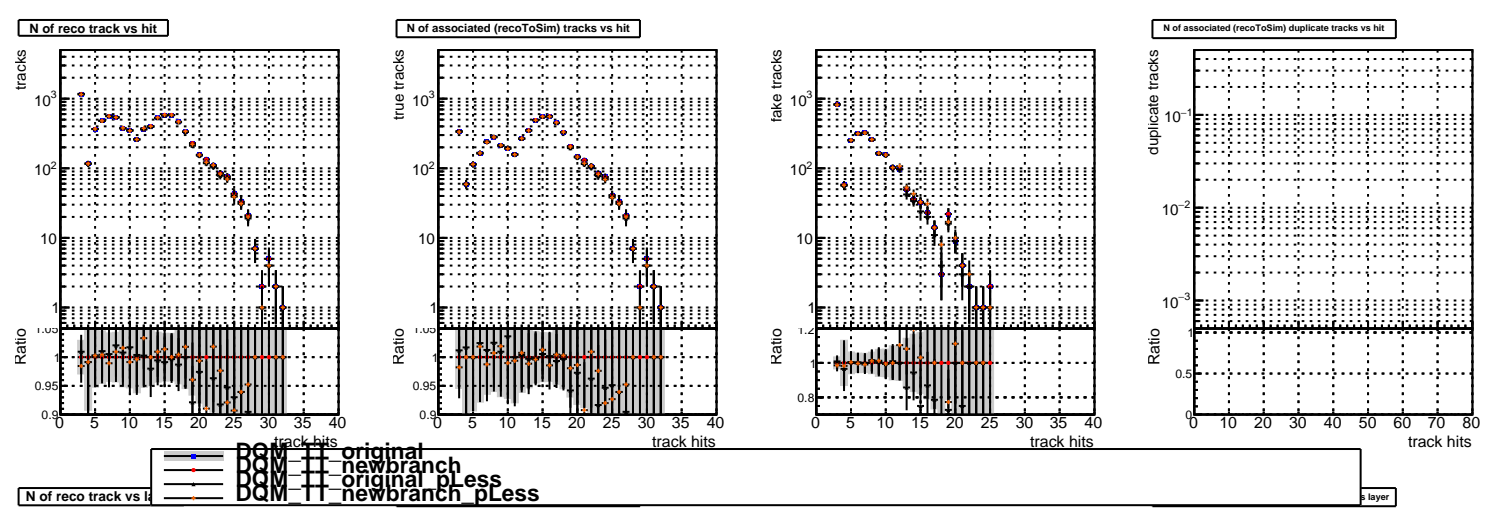 N of reco track vs hit
N of associated (recoToSim) tracks vs hit
N of associated (recoToSim) duplicate tracks vs hit
tracks
10³
10²
10
1
Ratio
1.05
1
0.95
0.9
0 5 10 15 20 25 30 35 40
track hits
true tracks
10³
10²
10
1
Ratio
1.05
1
0.95
0.9
0 5 10 15 20 25 30 35 40
track hits
fake tracks
10³
10²
10
1
Ratio
1.2
1
0.8
0 5 10 15 20 25 30 35 40
track hits
duplicate tracks
10⁻¹
10⁻²
10⁻³
Ratio
1
0.5
0
0 10 20 30 40 50 60 70 80
track hits
DQM_TT_original
DQM_TT_newbranch
DQM_TT_original_pLess
DQM_TT_newbranch_pLess
N of reco track vs la
s layer